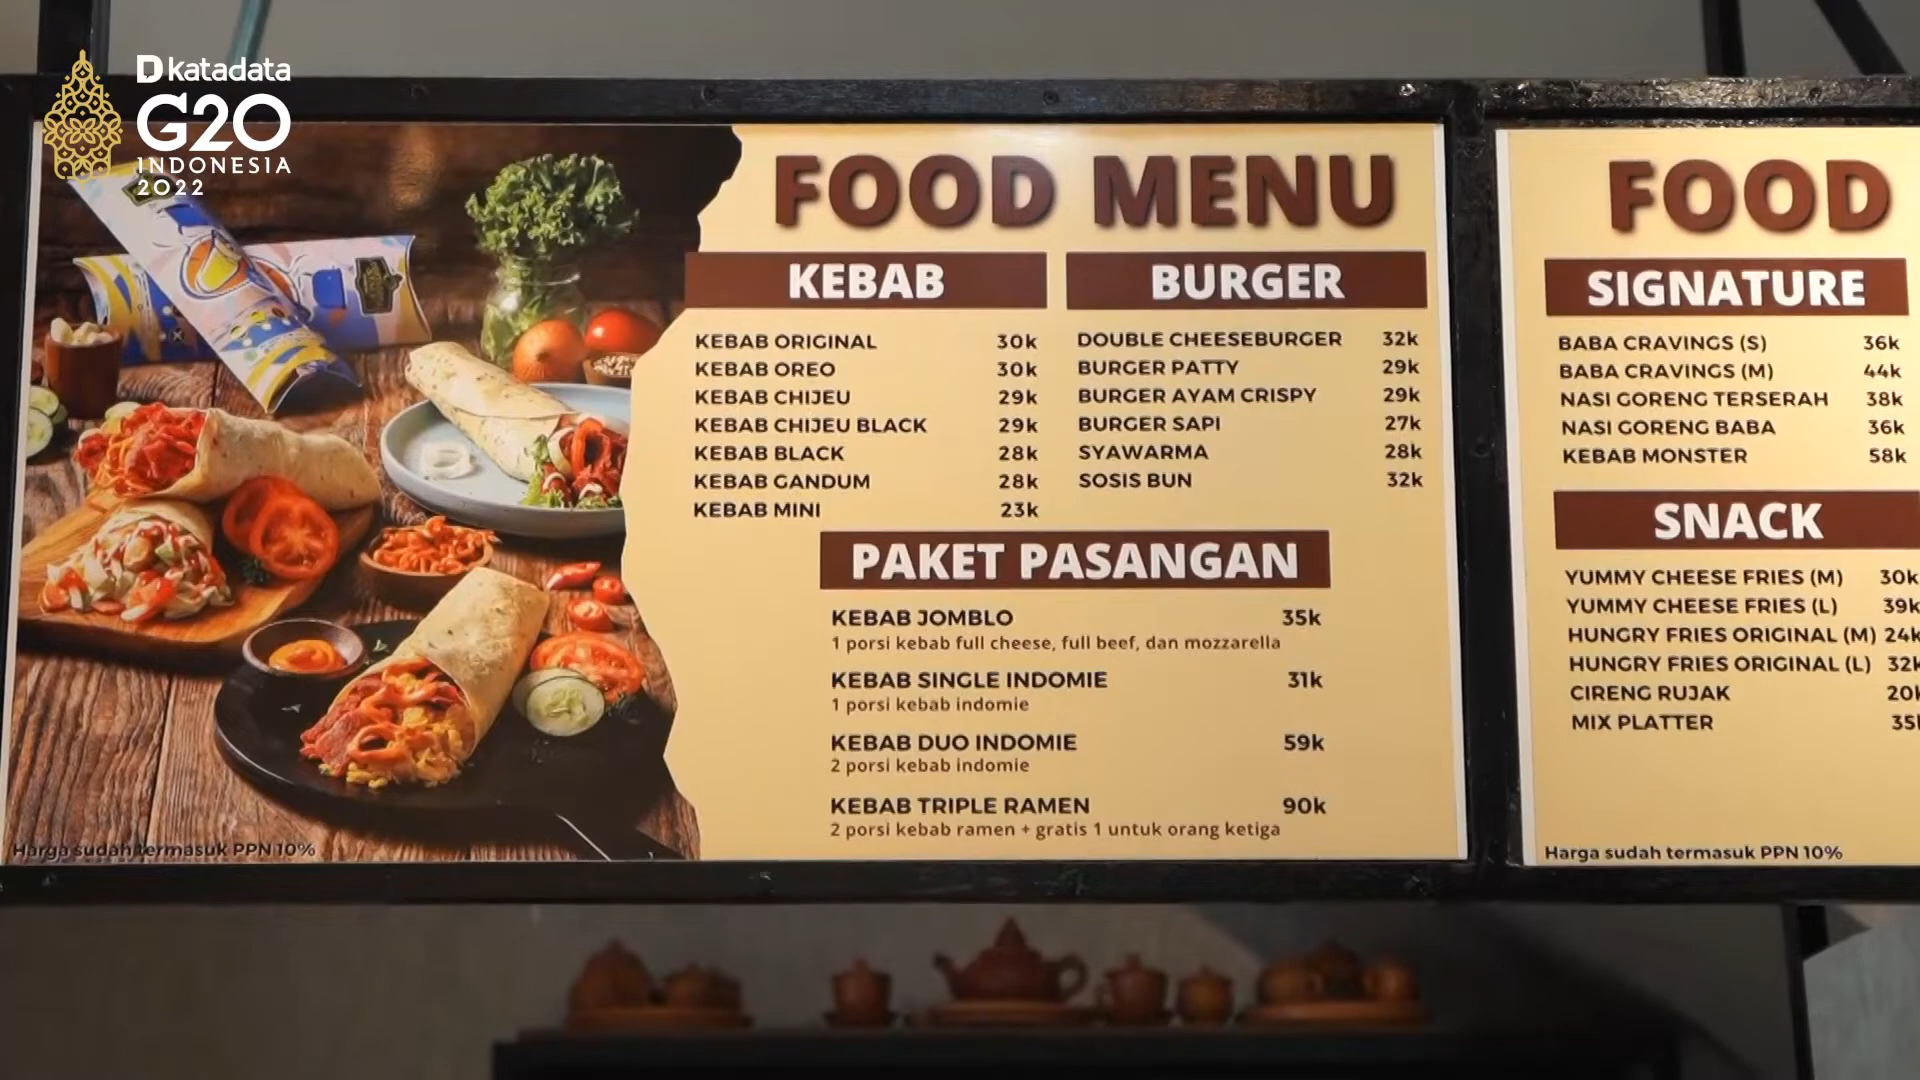 katadata
G20
INDONESIA
2022
FOOD MENU
KEBAB
KEBAB ORIGINAL 30k
KEBAB OREO 30k
KEBAB CHIJEU 29k
KEBAB CHIJEU BLACK 29k
KEBAB BLACK 28k
KEBAB GANDUM 28k
KEBAB MINI 23k
BURGER
DOUBLE CHEESEBURGER 32k
BURGER PATTY 29k
BURGER AYAM CRISPY 29k
BURGER SAPI 27k
SYAWARMA 28k
SOSIS BUN 32k
PAKET PASANGAN
KEBAB JOMBLO 35k
1 porsi kebab full cheese, full beef, dan mozzarella
KEBAB SINGLE INDOMIE 31k
1 porsi kebab indomie
KEBAB DUO INDOMIE 59k
2 porsi kebab indomie
KEBAB TRIPLE RAMEN 90k
2 porsi kebab ramen + gratis 1 untuk orang ketiga
Harga sudah termasuk PPN 10%
FOOD
SIGNATURE
BABA CRAVINGS (S) 36k
BABA CRAVINGS (M) 44k
NASI GORENG TERSERAH 38k
NASI GORENG BABA 36k
KEBAB MONSTER 58k
SNACK
YUMMY CHEESE FRIES (M) 30k
YUMMY CHEESE FRIES (L) 39k
HUNGRY FRIES ORIGINAL (M) 24k
HUNGRY FRIES ORIGINAL (L) 32k
CIRENG RUJAK 20k
MIX PLATTER 35k
Harga sudah termasuk PPN 10%